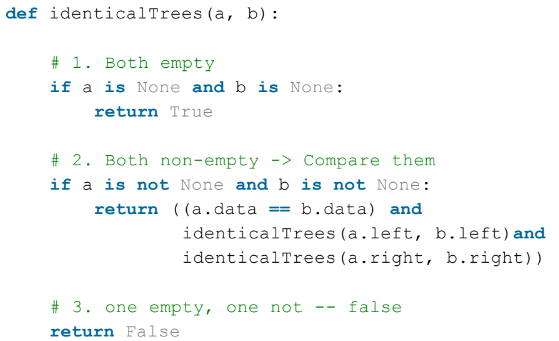 def identicalTrees(a, b):
    # 1. Both empty
    if a is None and b is None:
        return True
    # 2. Both non-empty -> Compare them
    if a is not None and b is not None:
        return ((a.data == b.data) and
                identicalTrees(a.left, b.left)and
                identicalTrees(a.right, b.right))
    # 3. one empty, one not -- false
    return False